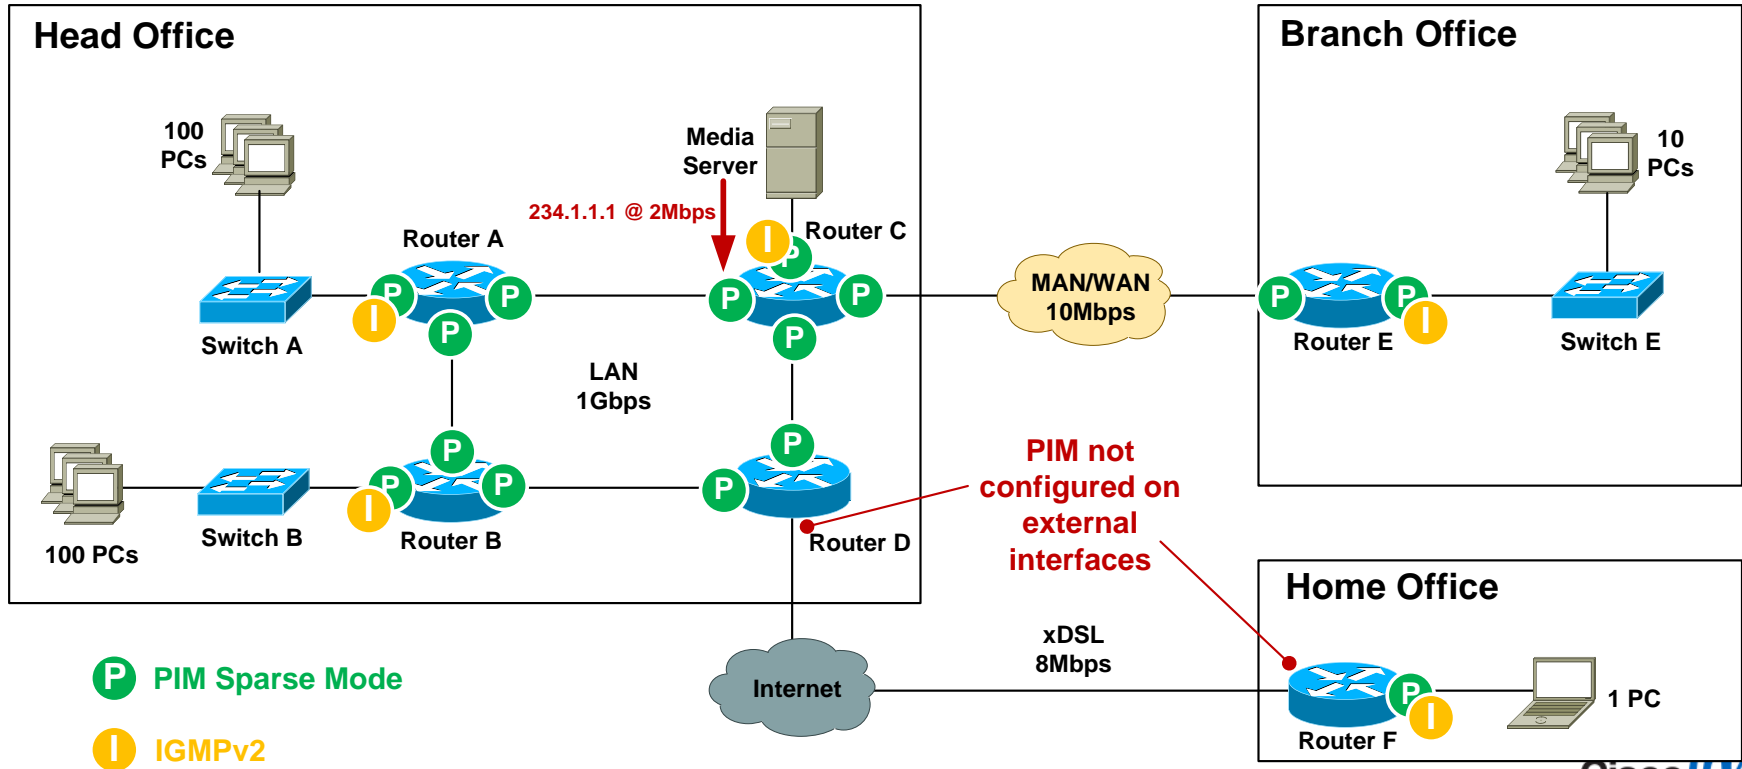 Head Office
Branch Office
100
PCs
Media
Server
10
PCs
234.1.1.1 @ 2Mbps
I
Router C
P
Router A
MAN/WAN
10Mbps
P
P
P
P
P
P
I
P
P
I
Switch A
Router E
Switch E
LAN
1Gbps
P
P
PIM not
configured on
external
interfaces
P
P
P
I
Switch B
Router B
Router D
100 PCs
Home Office
xDSL
8Mbps
P
PIM Sparse Mode
Internet
P
I
1 PC
Router F
I
IGMPv2